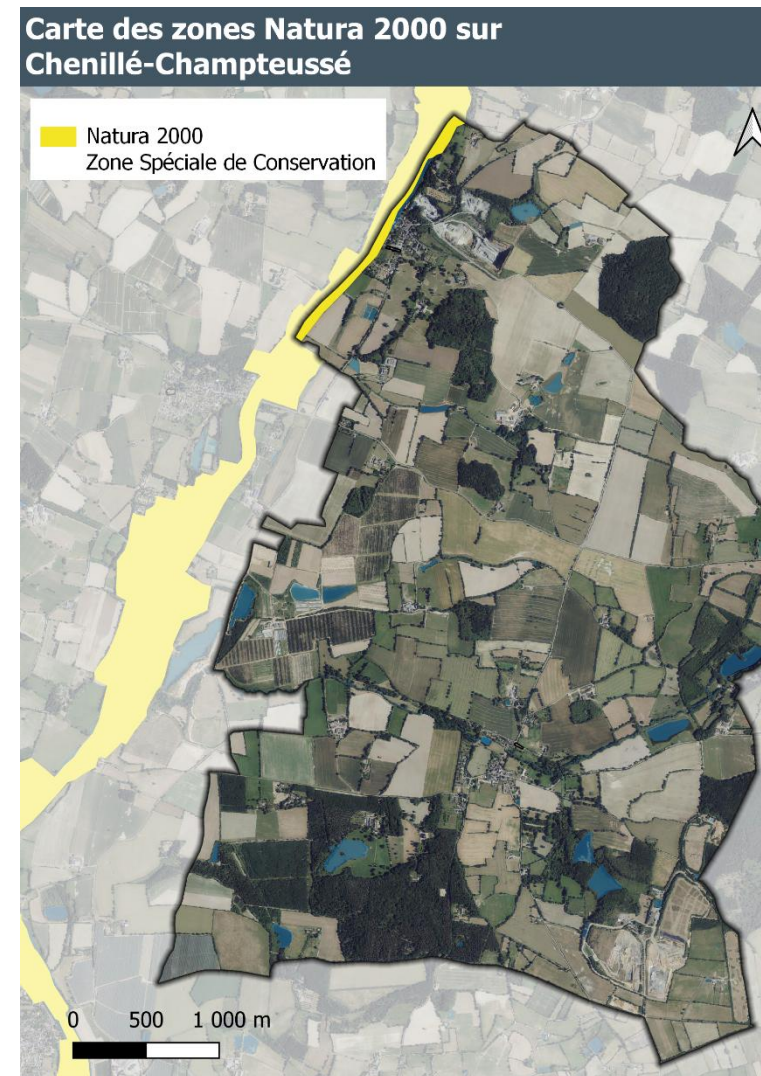 Carte des zones Natura 2000 sur
Chenillé-Champteussé
Natura 2000
Zone Spéciale de Conservation
0 500 1 000 m